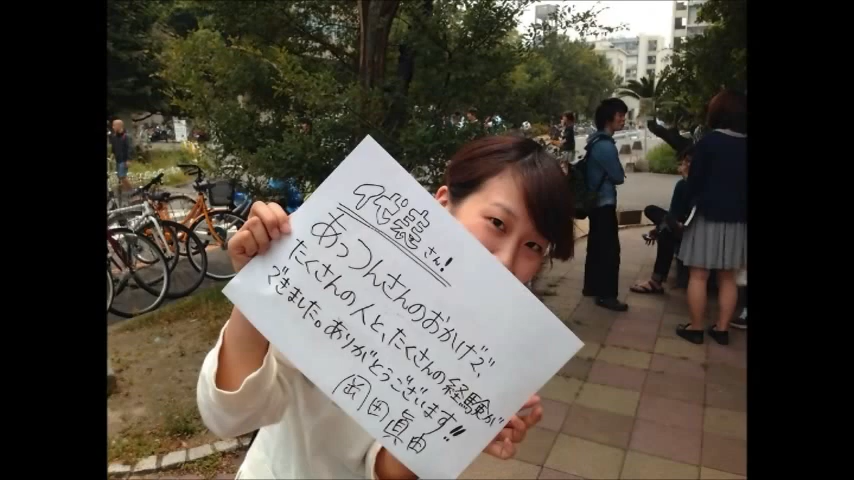 さん!
あっつんさんのおかげで、
たくさんの人と、たくさんの経験が
できました。ありがとうございます!!
岡田真由